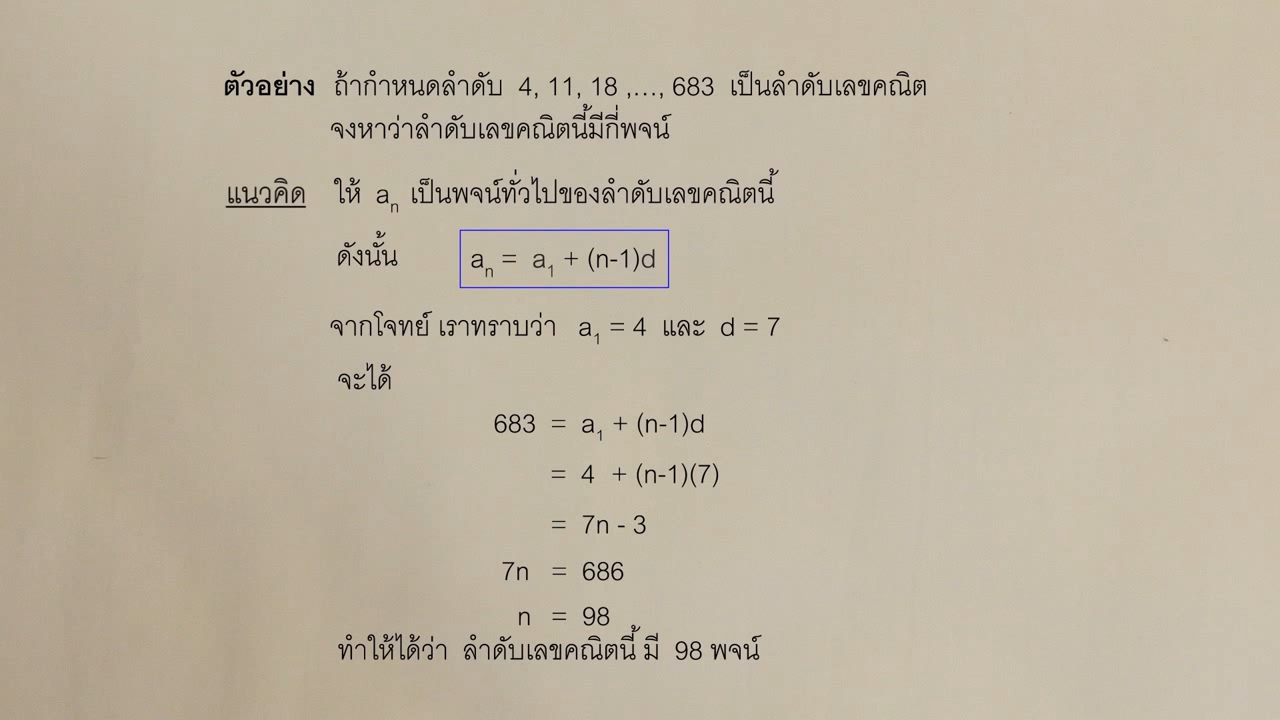 ตัวอย่าง ถ้ากำหนดลำดับ 4, 11, 18 ,..., 683 เป็นลำดับเลขคณิต
จงหาว่าลำดับเลขคณิตนี้มีกี่พจน์
แนวคิด ให้ aₙ เป็นพจน์ทั่วไปของลำดับเลขคณิตนี้
ดังนั้น aₙ = a₁ + (n-1)d
จากโจทย์ เราทราบว่า a₁ = 4 และ d = 7
จะได้
683 = a₁ + (n-1)d
= 4 + (n-1)(7)
= 7n - 3
7n = 686
n = 98
ทำให้ได้ว่า ลำดับเลขคณิตนี้ มี 98 พจน์